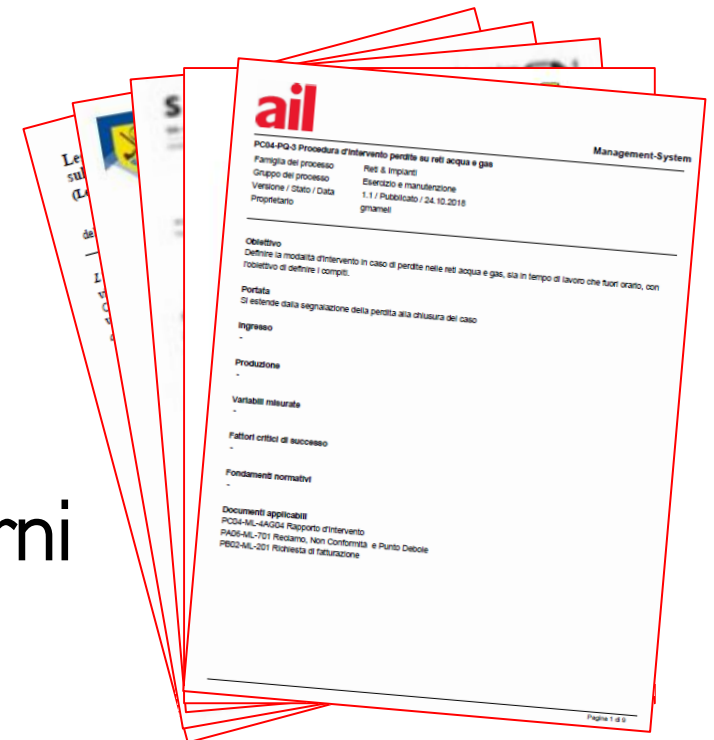 ail
Management-System
PC04-PQ-3 Procedura d'intervento perdite su reti acqua e gas
Famiglia del processo Reti & Impianti
Gruppo del processo Esercizio e manutenzione
Versione / Stato / Data 1.1 / Pubblicato / 24.10.2018
Proprietario gmameli
Obiettivo
Definire la modalità d'intervento in caso di perdite nelle reti acqua e gas, sia in tempo di lavoro che fuori orario, con
l'obiettivo di definire i compiti.
Portata
Si estende dalla segnalazione della perdita alla chiusura del caso
Ingresso
-
Produzione
-
Variabili misurate
-
Fattori critici di successo
-
Fondamenti normativi
-
Documenti applicabili
PC04-ML-4AG04 Rapporto d'intervento
PA06-ML-701 Reclamo, Non Conformità e Punto Debole
PB02-ML-201 Richiesta di fatturazione
Pagina 1 di 9
rni
Le
sul
(Le
de
S